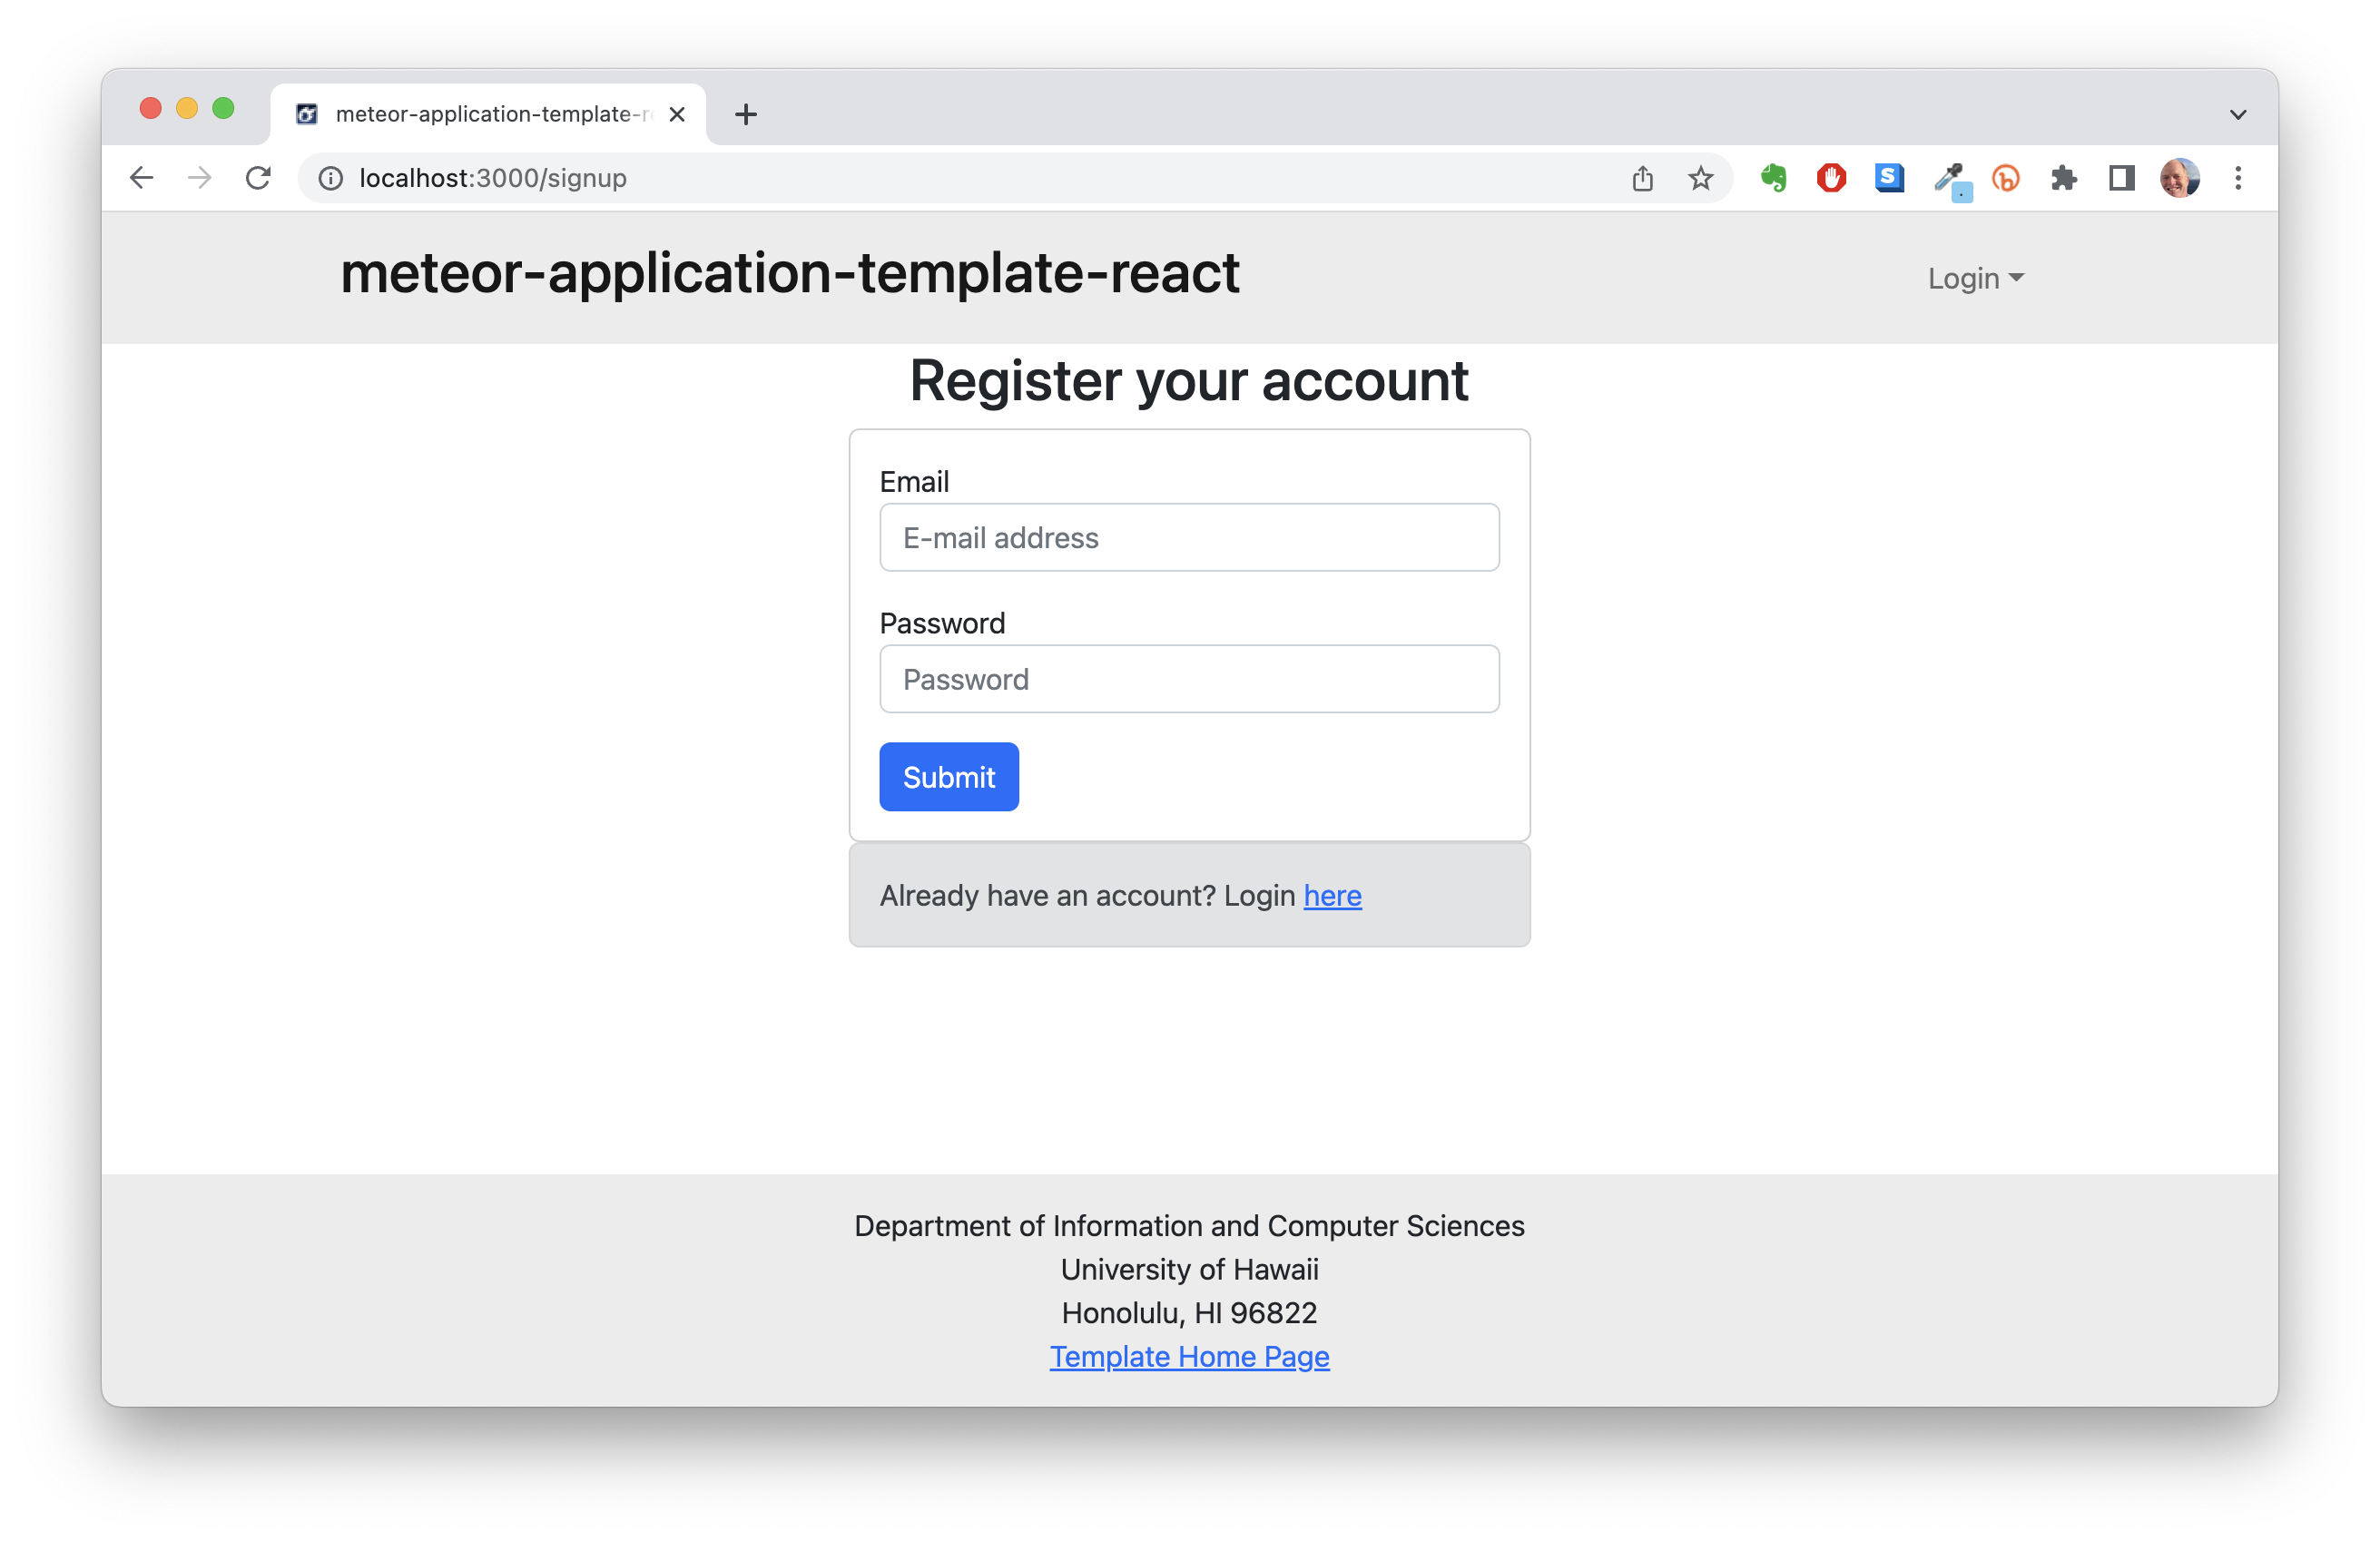 meteor-application-template-r
localhost:3000/signup
meteor-application-template-react
Login
Register your account
Email
E-mail address
Password
Password
Submit
Already have an account? Login here
Department of Information and Computer Sciences
University of Hawaii
Honolulu, HI 96822
Template Home Page